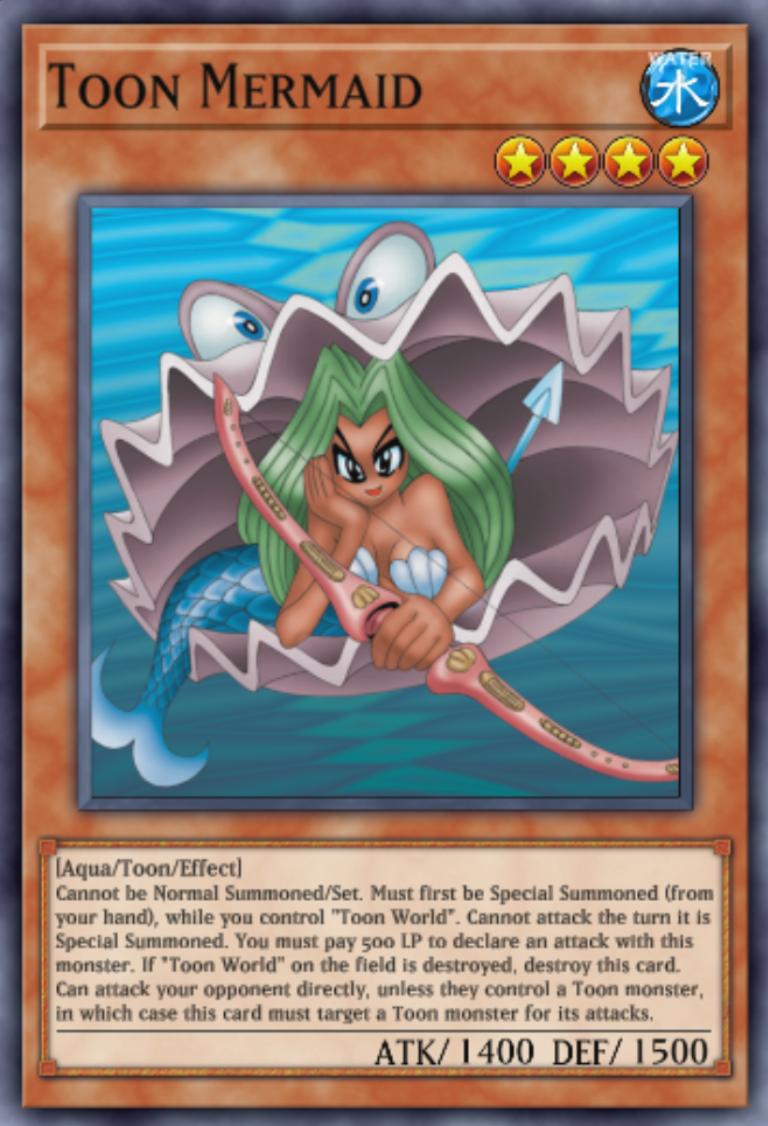 Toon Mermaid
WATER
水
[Aqua/Toon/Effect]
Cannot be Normal Summoned/Set. Must first be Special Summoned (from
your hand), while you control "Toon World". Cannot attack the turn it is
Special Summoned. You must pay 500 LP to declare an attack with this
monster. If "Toon World" on the field is destroyed, destroy this card.
Can attack your opponent directly, unless they control a Toon monster,
in which case this card must target a Toon monster for its attacks.
ATK/ 1400 DEF/ 1500